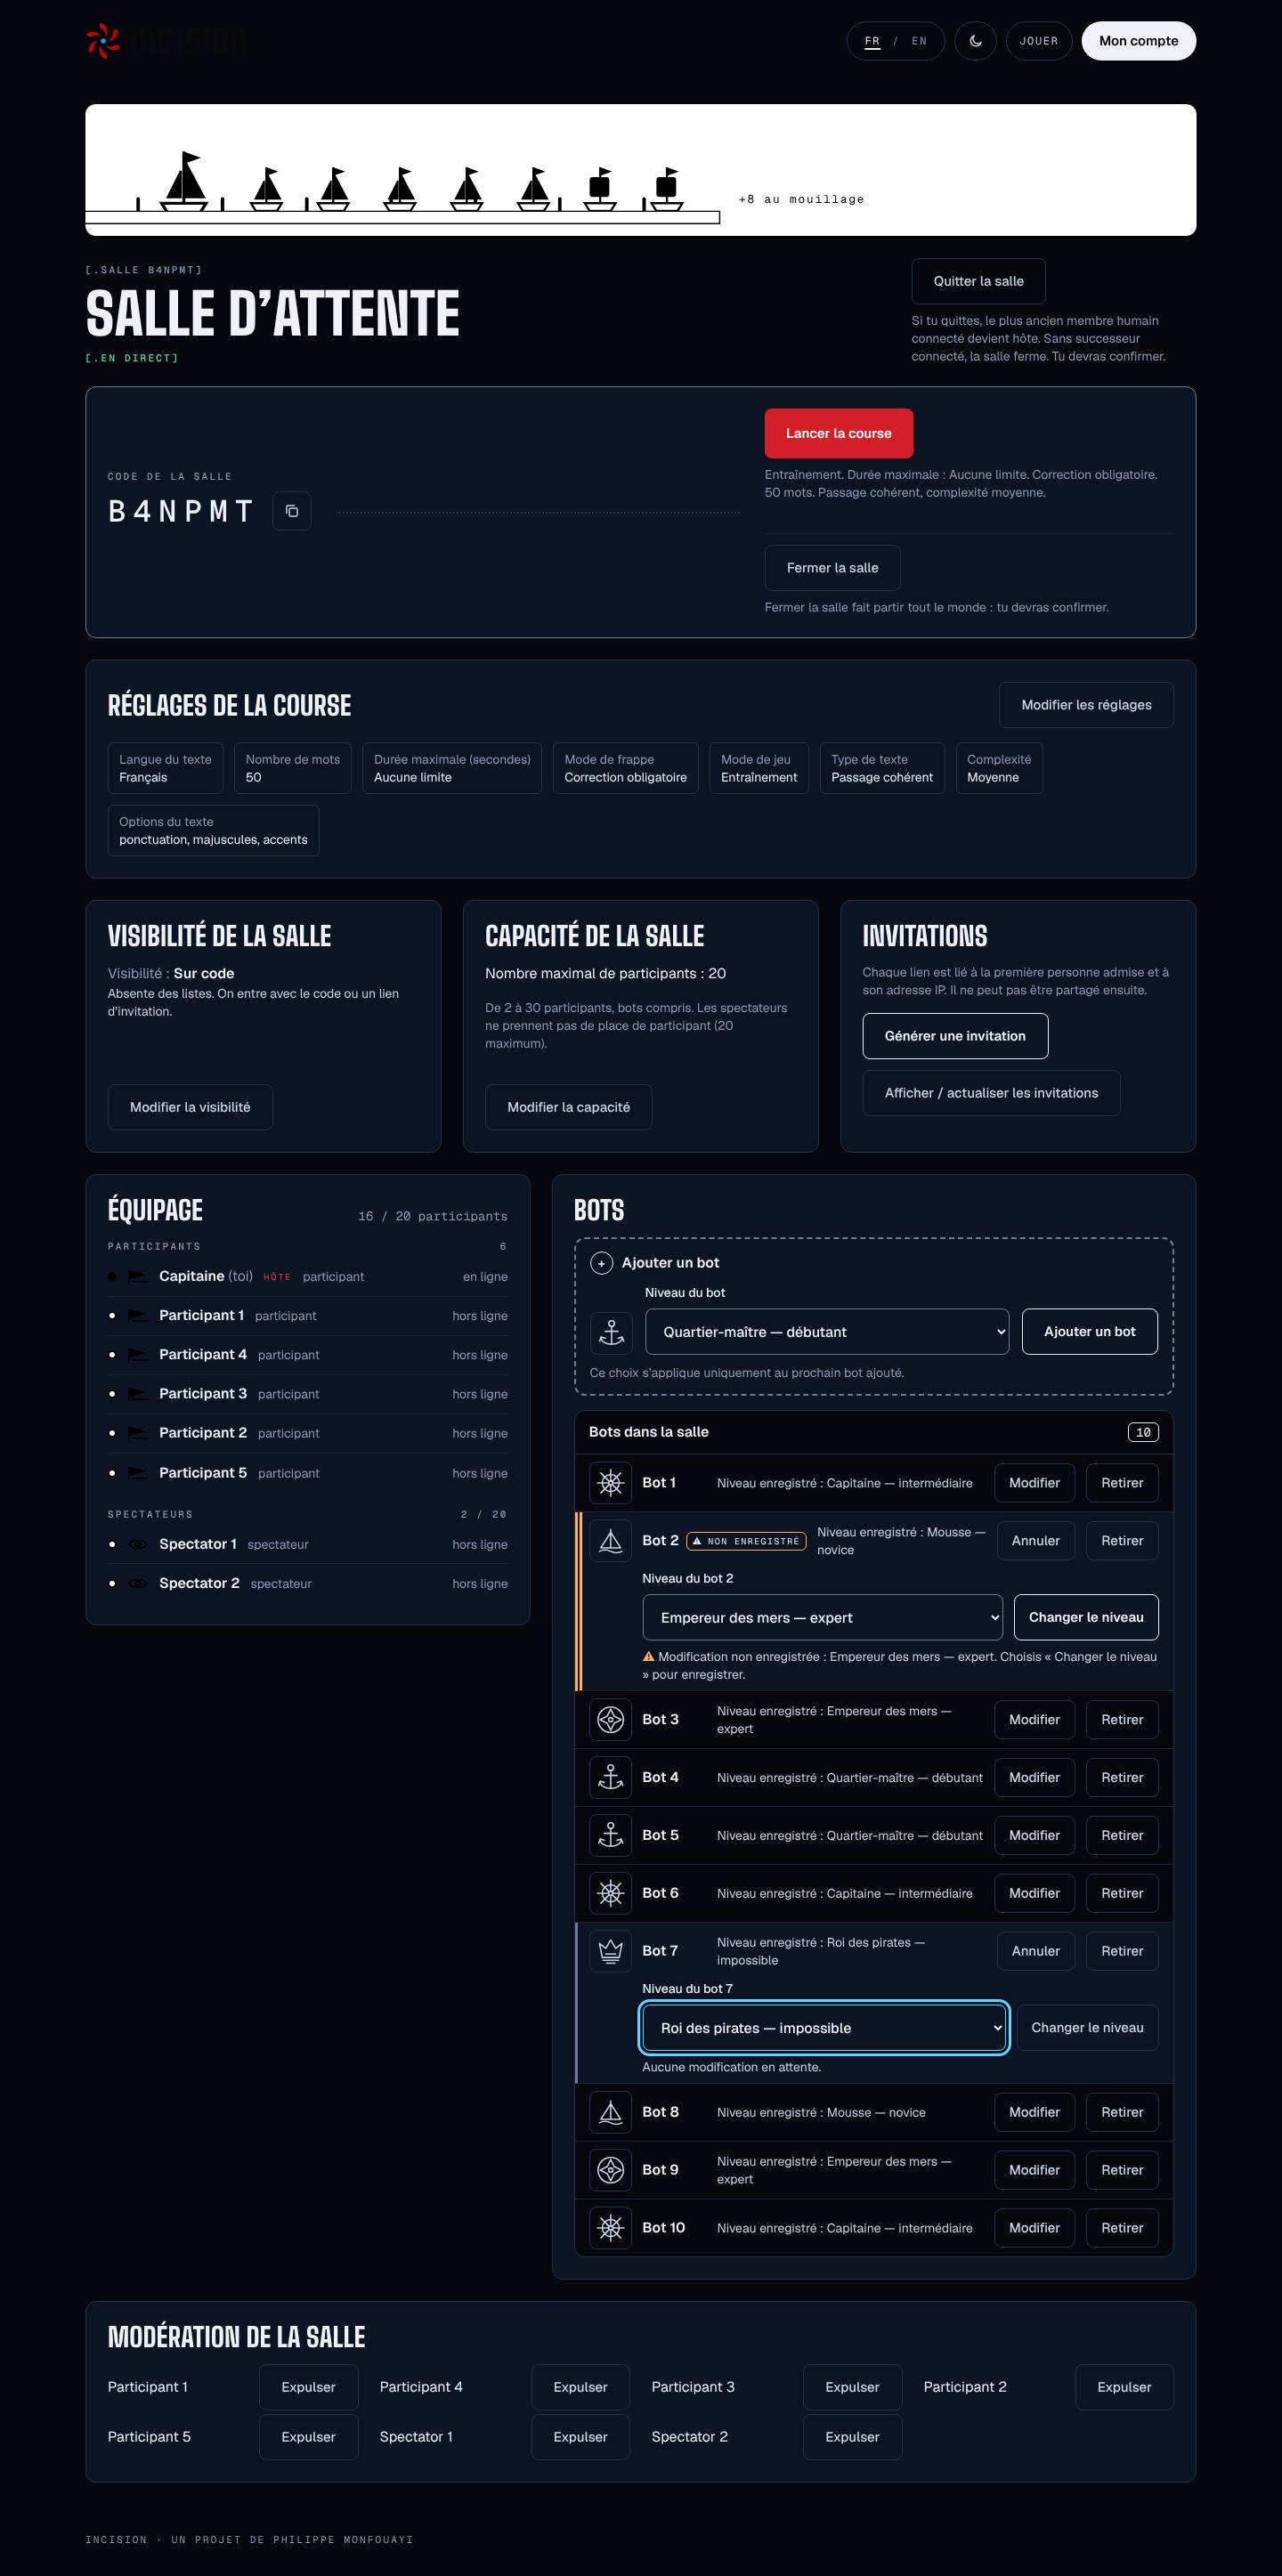 INCISION
FR / EN
JOUER
Mon compte
+8 au mouillage
[.SALLE B4NPMT]
SALLE D’ATTENTE
[.EN DIRECT]
Quitter la salle
Si tu quittes, le plus ancien membre humain
connecté devient hôte. Sans successeur
connecté, la salle ferme. Tu devras confirmer.
CODE DE LA SALLE
B4NPMT
Lancer la course
Entraînement. Durée maximale : Aucune limite. Correction obligatoire.
50 mots. Passage cohérent, complexité moyenne.
Fermer la salle
Fermer la salle fait partir tout le monde : tu devras confirmer.
RÉGLAGES DE LA COURSE
Modifier les réglages
Langue du texte
Français
Nombre de mots
50
Durée maximale (secondes)
Aucune limite
Mode de frappe
Correction obligatoire
Mode de jeu
Entraînement
Type de texte
Passage cohérent
Complexité
Moyenne
Options du texte
ponctuation, majuscules, accents
VISIBILITÉ DE LA SALLE
Visibilité : Sur code
Absente des listes. On entre avec le code ou un lien
d’invitation.
Modifier la visibilité
CAPACITÉ DE LA SALLE
Nombre maximal de participants : 20
De 2 à 30 participants, bots compris. Les spectateurs
ne prennent pas de place de participant (20
maximum).
Modifier la capacité
INVITATIONS
Chaque lien est lié à la première personne admise et à
son adresse IP. Il ne peut pas être partagé ensuite.
Générer une invitation
Afficher / actualiser les invitations
ÉQUIPAGE
16 / 20 participants
PARTICIPANTS 6
Capitaine (toi) HÔTE participant en ligne
Participant 1 participant hors ligne
Participant 4 participant hors ligne
Participant 3 participant hors ligne
Participant 2 participant hors ligne
Participant 5 participant hors ligne
SPECTATEURS 2 / 20
Spectator 1 spectateur hors ligne
Spectator 2 spectateur hors ligne
BOTS
+ Ajouter un bot
Niveau du bot
Quartier-maître — débutant
Ajouter un bot
Ce choix s’applique uniquement au prochain bot ajouté.
Bots dans la salle 10
Bot 1 Niveau enregistré : Capitaine — intermédiaire Modifier Retirer
Bot 2 NON ENREGISTRÉ Niveau enregistré : Mousse —
novice
Annuler Retirer
Niveau du bot 2
Empereur des mers — expert
Changer le niveau
Modification non enregistrée : Empereur des mers — expert. Choisis « Changer le niveau
» pour enregistrer.
Bot 3 Niveau enregistré : Empereur des mers —
expert
Modifier Retirer
Bot 4 Niveau enregistré : Quartier-maître — débutant Modifier Retirer
Bot 5 Niveau enregistré : Quartier-maître — débutant Modifier Retirer
Bot 6 Niveau enregistré : Capitaine — intermédiaire Modifier Retirer
Bot 7 Niveau enregistré : Roi des pirates —
impossible
Annuler Retirer
Niveau du bot 7
Roi des pirates — impossible
Changer le niveau
Aucune modification en attente.
Bot 8 Niveau enregistré : Mousse — novice Modifier Retirer
Bot 9 Niveau enregistré : Empereur des mers —
expert
Modifier Retirer
Bot 10 Niveau enregistré : Capitaine — intermédiaire Modifier Retirer
MODÉRATION DE LA SALLE
Participant 1 Expulser Participant 4 Expulser Participant 3 Expulser Participant 2 Expulser
Participant 5 Expulser Spectator 1 Expulser Spectator 2 Expulser
INCISION · UN PROJET DE PHILIPPE MONFOUAYI